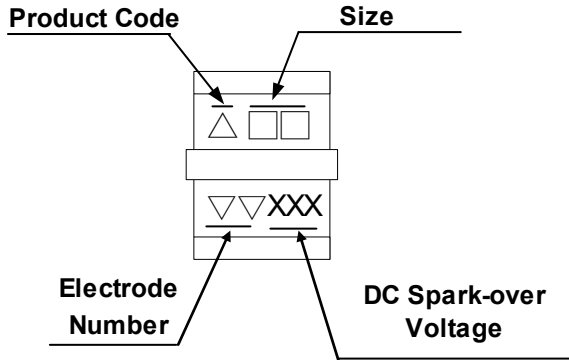 Product Code
Size
△ □□
▽▽XXX
Electrode
Number
DC Spark-over
Voltage